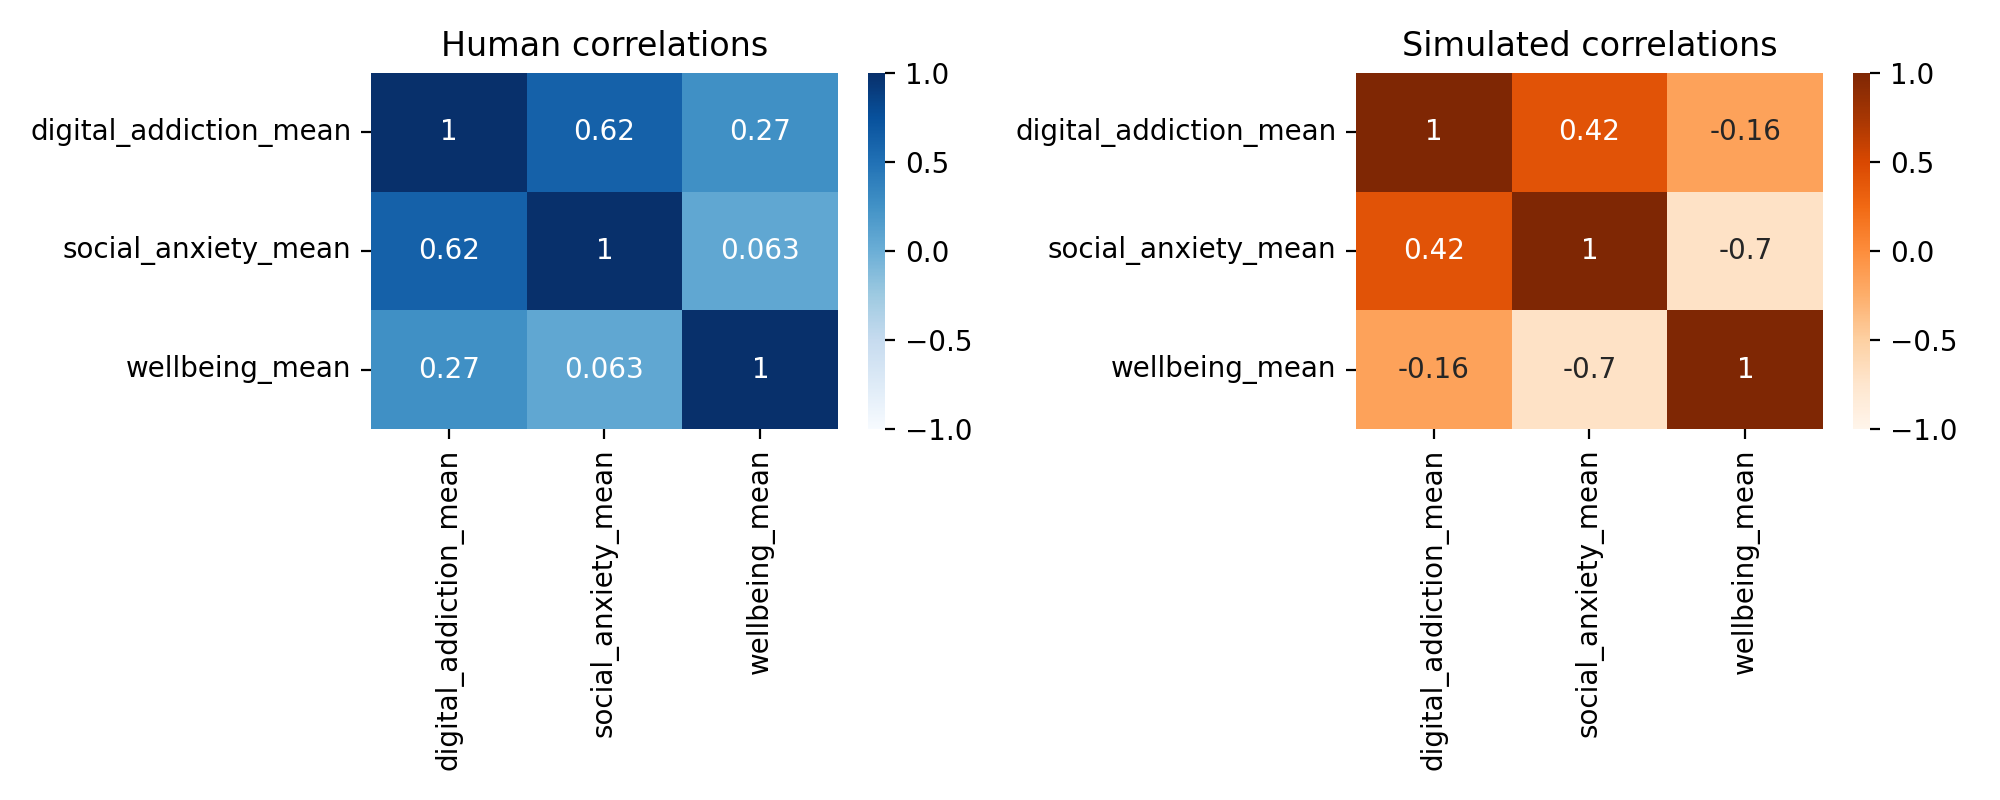 Human correlations
digital_addiction_mean
social_anxiety_mean
wellbeing_mean
1 0.62 0.27
0.62 1 0.063
0.27 0.063 1
digital_addiction_mean
social_anxiety_mean
wellbeing_mean
1.0
0.5
0.0
−0.5
−1.0
Simulated correlations
digital_addiction_mean
social_anxiety_mean
wellbeing_mean
1 0.42 -0.16
0.42 1 -0.7
-0.16 -0.7 1
digital_addiction_mean
social_anxiety_mean
wellbeing_mean
1.0
0.5
0.0
−0.5
−1.0